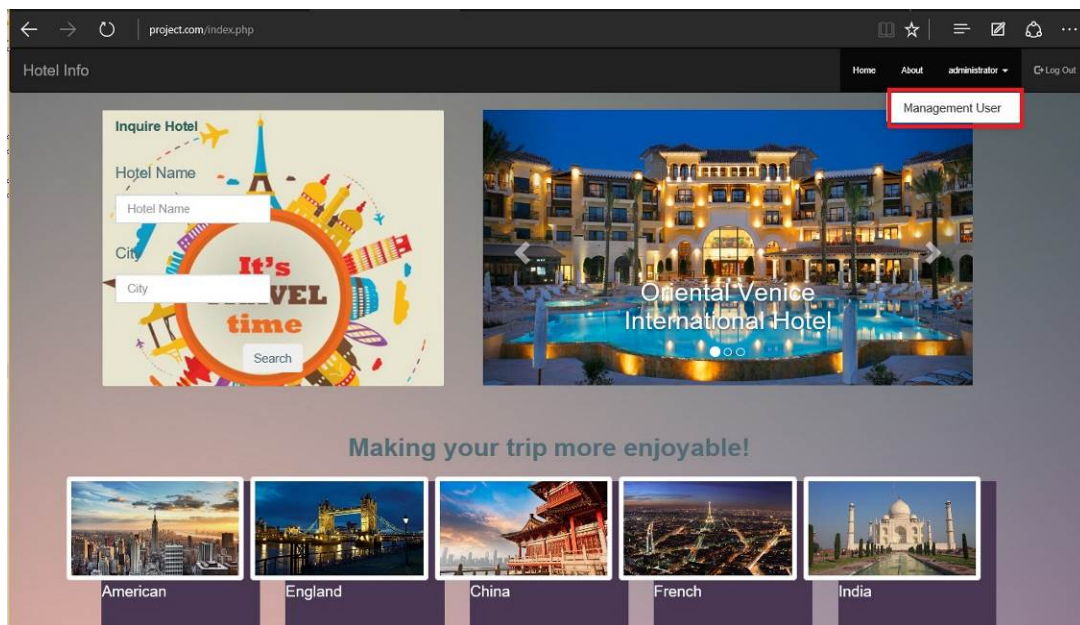 project.com/index.php
Hotel Info
Home About administrator Log Out
Management User
Inquire Hotel
Hotel Name
Hotel Name
City
City
It's
TRAVEL
time
Search
Oriental Venice
International Hotel
Making your trip more enjoyable!
American England China French India